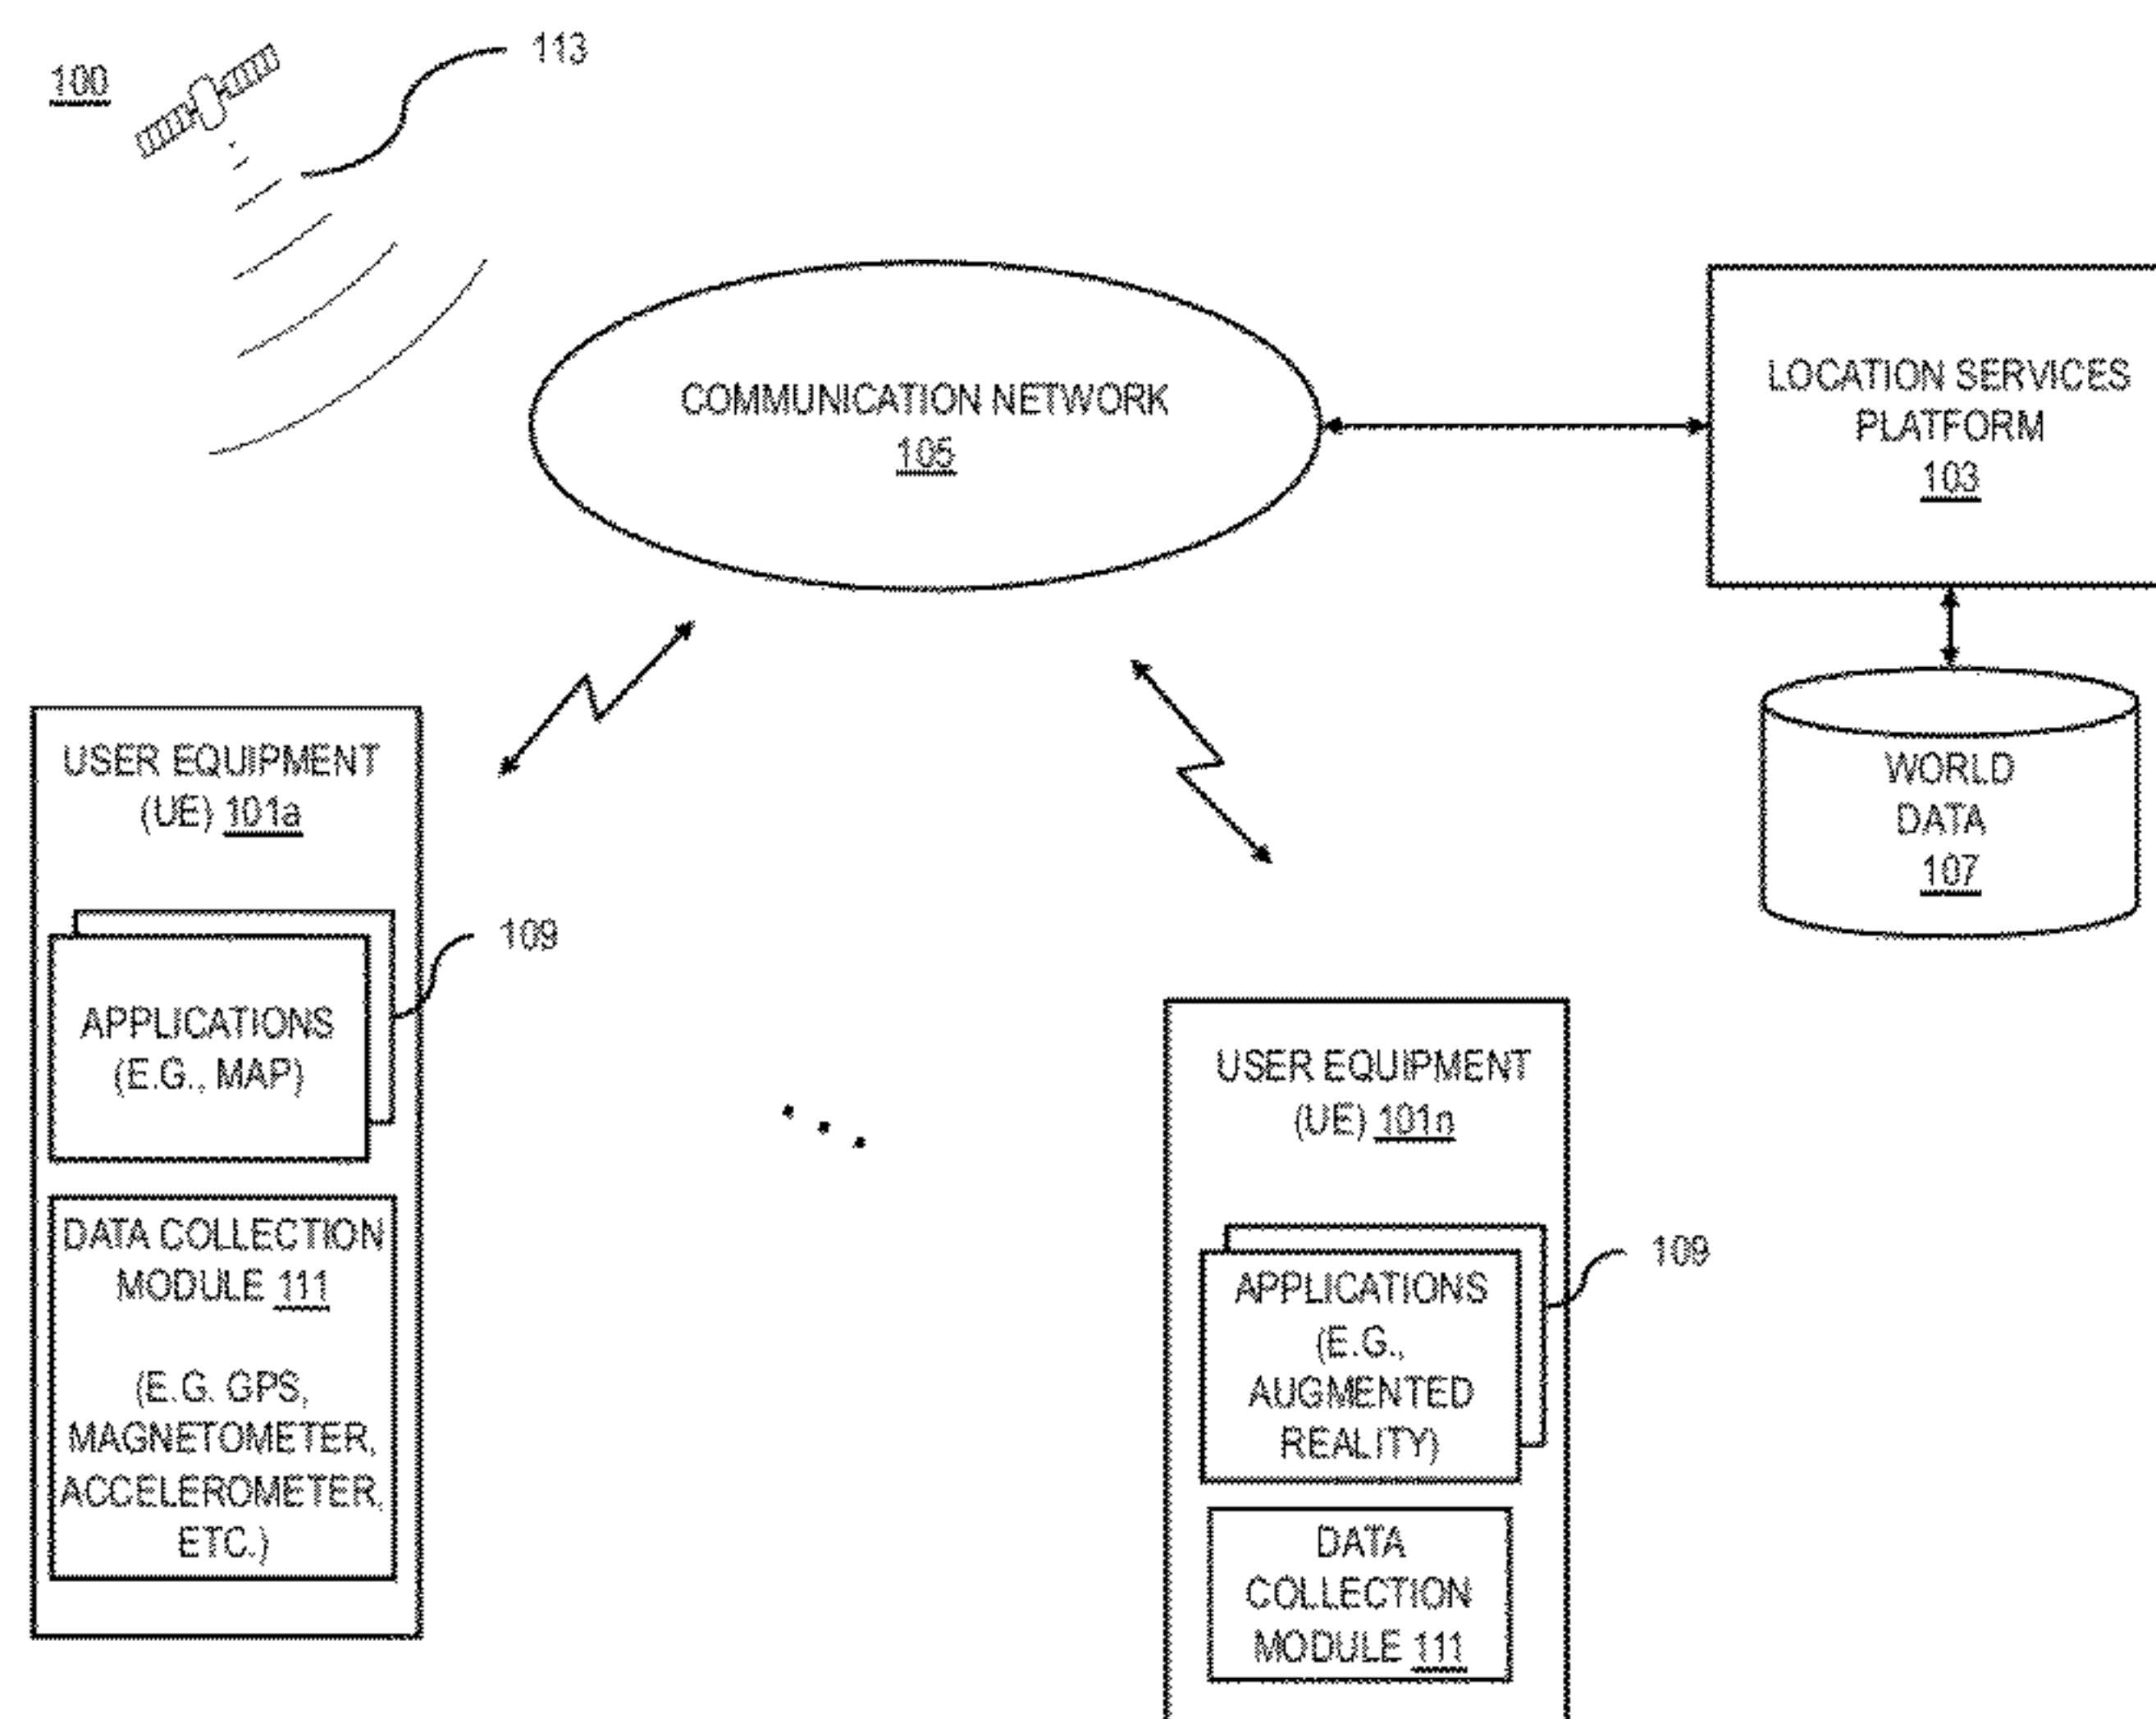 100
113
COMMUNICATION NETWORK
105
LOCATION SERVICES
PLATFORM
103
WORLD
DATA
107
USER EQUIPMENT
(UE) 101a
109
APPLICATIONS
(E.G., MAP)
DATA COLLECTION
MODULE 111
(E.G. GPS,
MAGNETOMETER,
ACCELEROMETER,
ETC.)
USER EQUIPMENT
(UE) 101n
109
APPLICATIONS
(E.G.,
AUGMENTED
REALITY)
DATA
COLLECTION
MODULE 111